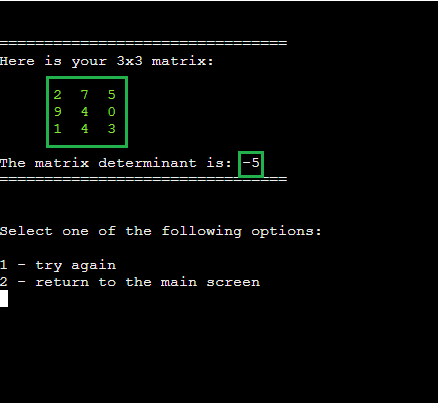 ================================
Here is your 3x3 matrix:
2 7 5
9 4 0
1 4 3
The matrix determinant is: -5
================================
Select one of the following options:
1 - try again
2 - return to the main screen